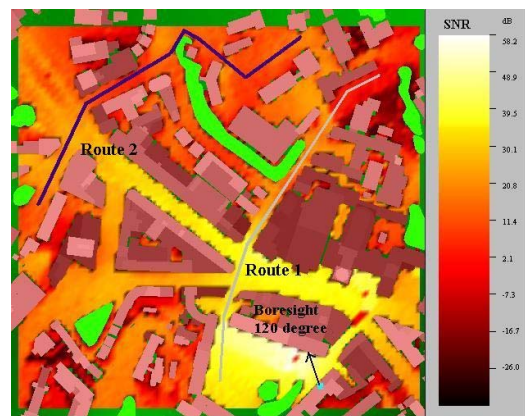 SNR
dB
58.2
48.9
39.5
30.1
20.8
11.4
2.1
-7.3
-16.7
-26.0
Route 2
Route 1
Boresight
120 degree